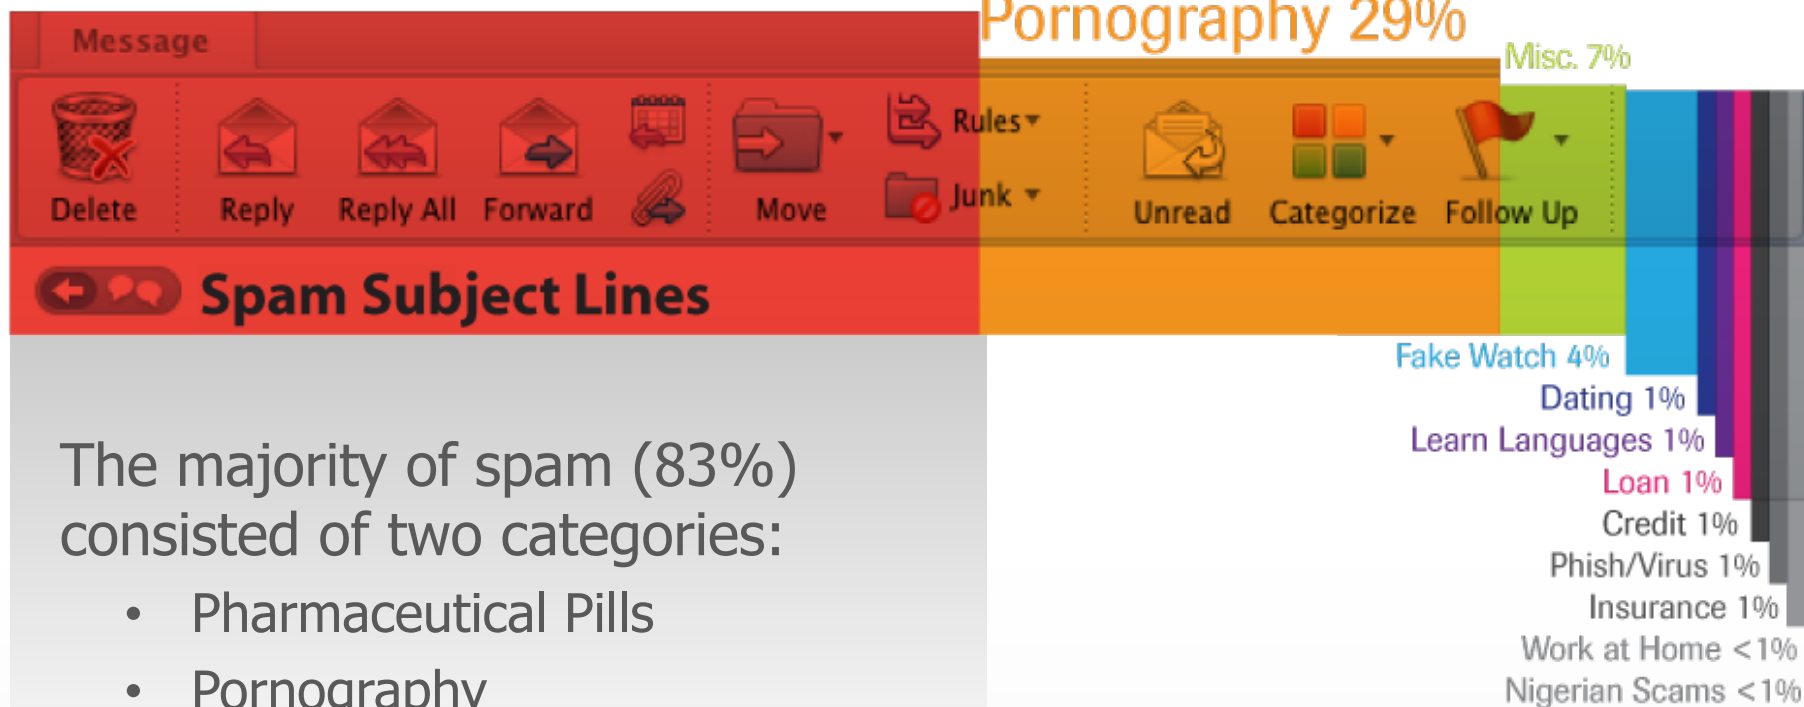 Pornography 29%
Message
Misc. 7%
Rules
Junk
Delete
Reply
Reply All
Forward
Move
Unread
Categorize
Follow Up
Spam Subject Lines
Fake Watch 4%
Dating 1%
Learn Languages 1%
Loan 1%
Credit 1%
Phish/Virus 1%
Insurance 1%
Work at Home <1%
Nigerian Scams <1%
The majority of spam (83%)
consisted of two categories:
• Pharmaceutical Pills
• Pornography